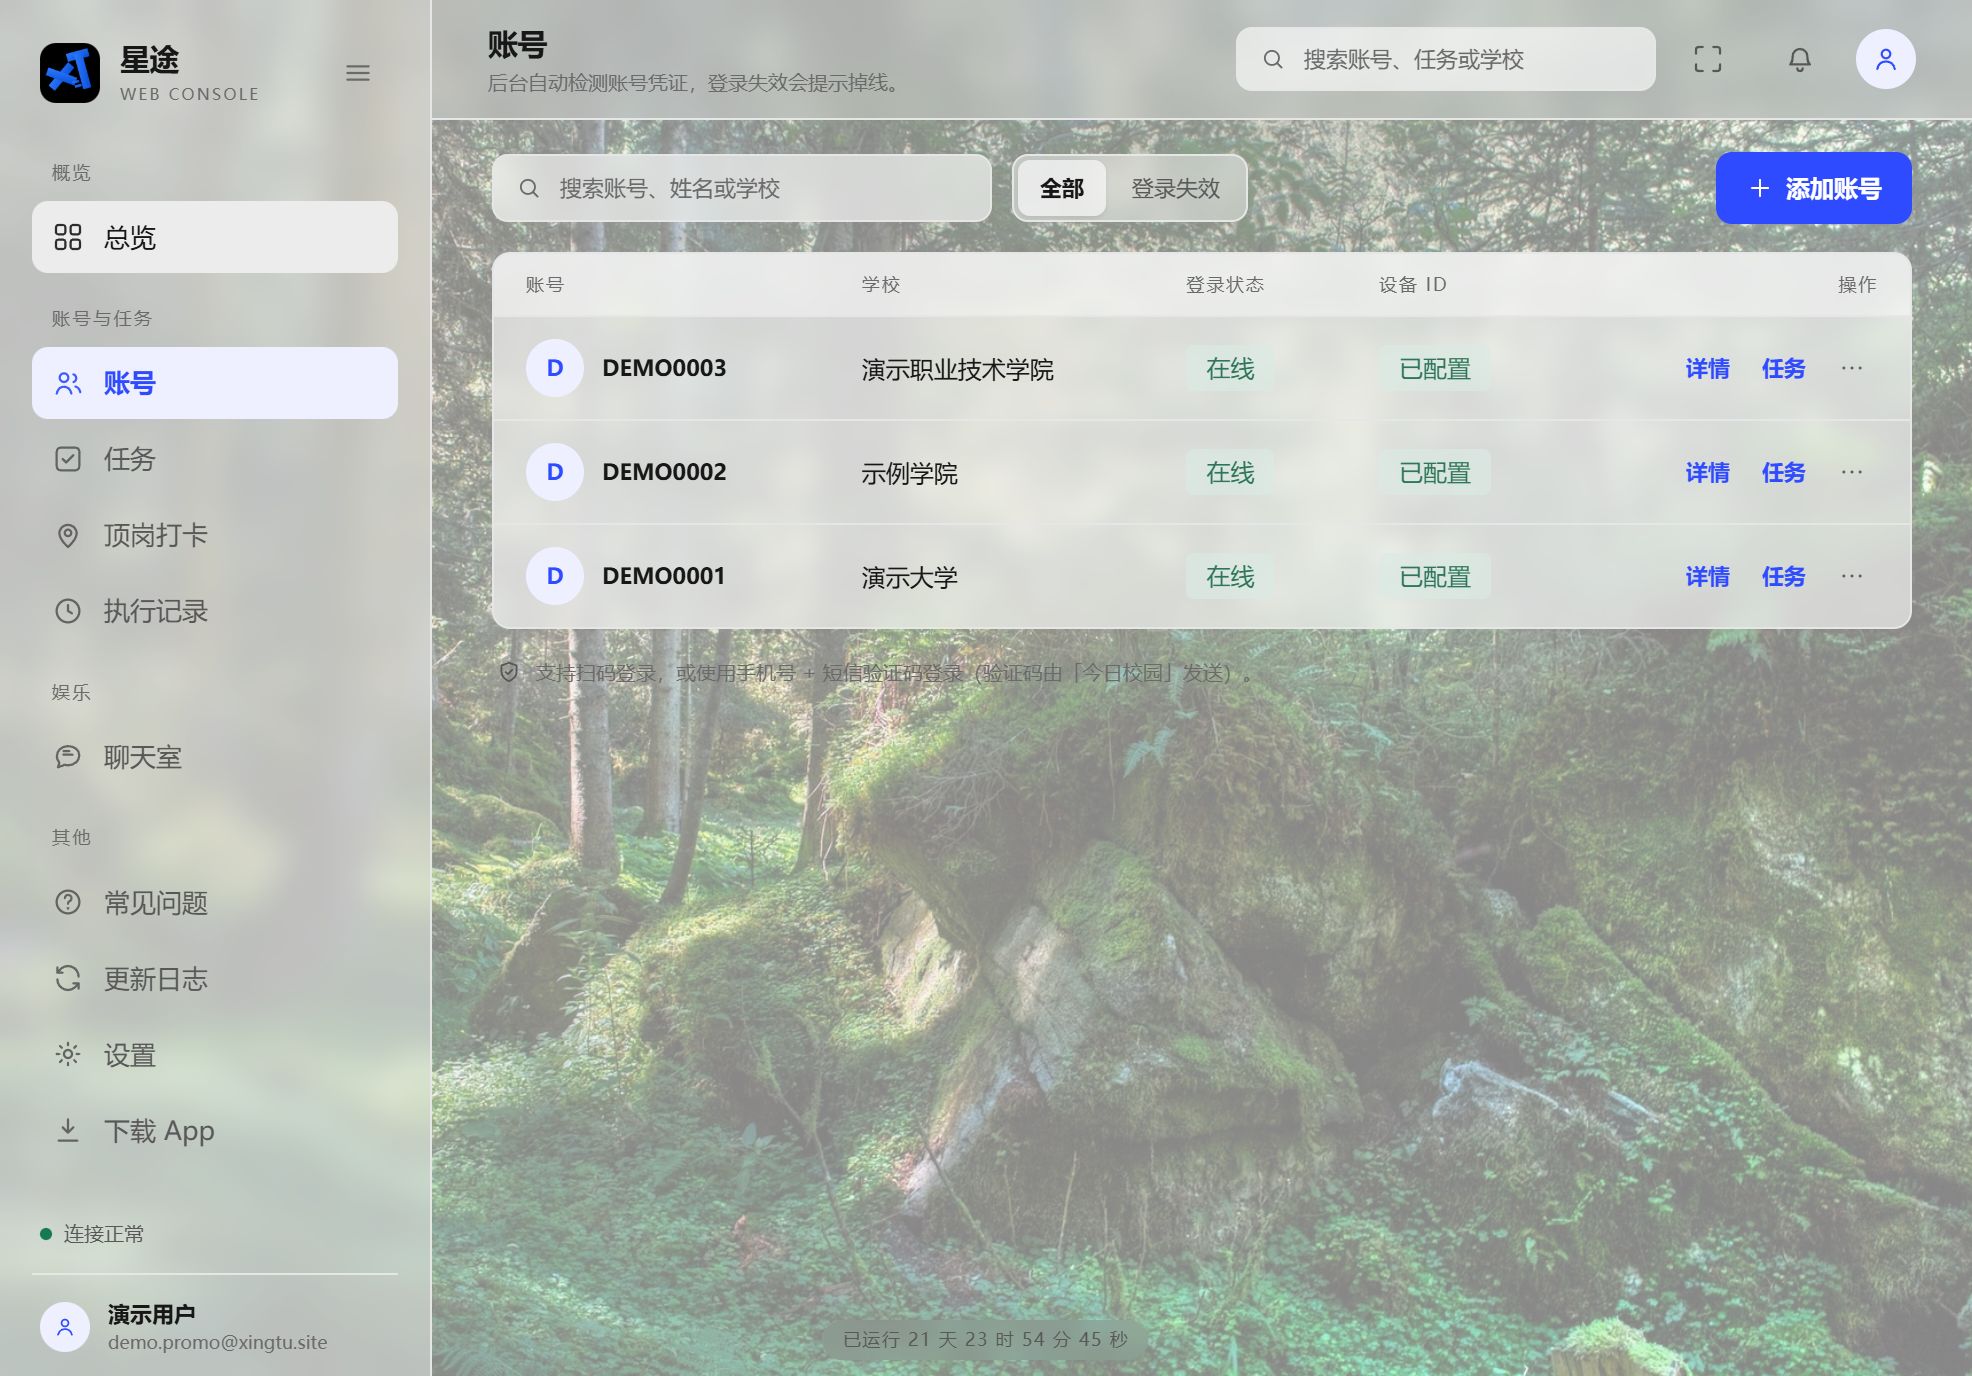 星途
WEB CONSOLE
概览
总览
账号与任务
账号
任务
顶岗打卡
执行记录
娱乐
聊天室
其他
常见问题
更新日志
设置
下载 App
连接正常
演示用户
demo.promo@xingtu.site
账号
后台自动检测账号凭证，登录失效会提示掉线。
搜索账号、任务或学校
搜索账号、姓名或学校
全部 登录失效
添加账号
账号 学校 登录状态 设备 ID 操作
D DEMO0003 演示职业技术学院 在线 已配置 详情 任务 ···
D DEMO0002 示例学院 在线 已配置 详情 任务 ···
D DEMO0001 演示大学 在线 已配置 详情 任务 ···
支持扫码登录，或使用手机号 + 短信验证码登录（验证码由「今日校园」发送）。
已运行 21 天 23 时 54 分 45 秒